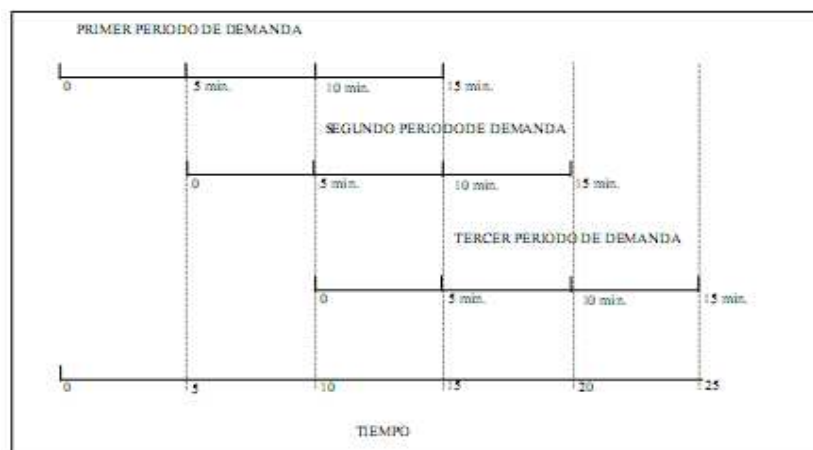 PRIMER PERIODO DE DEMANDA
0 5 min. 10 min. 15 min.
SEGUNDO PERIODODE DEMANDA
0 5 min. 10 min. 15 min.
TERCER PERIODO DE DEMANDA
0 5 min. 10 min. 15 min.
0 5 10 15 20 25
TIEMPO